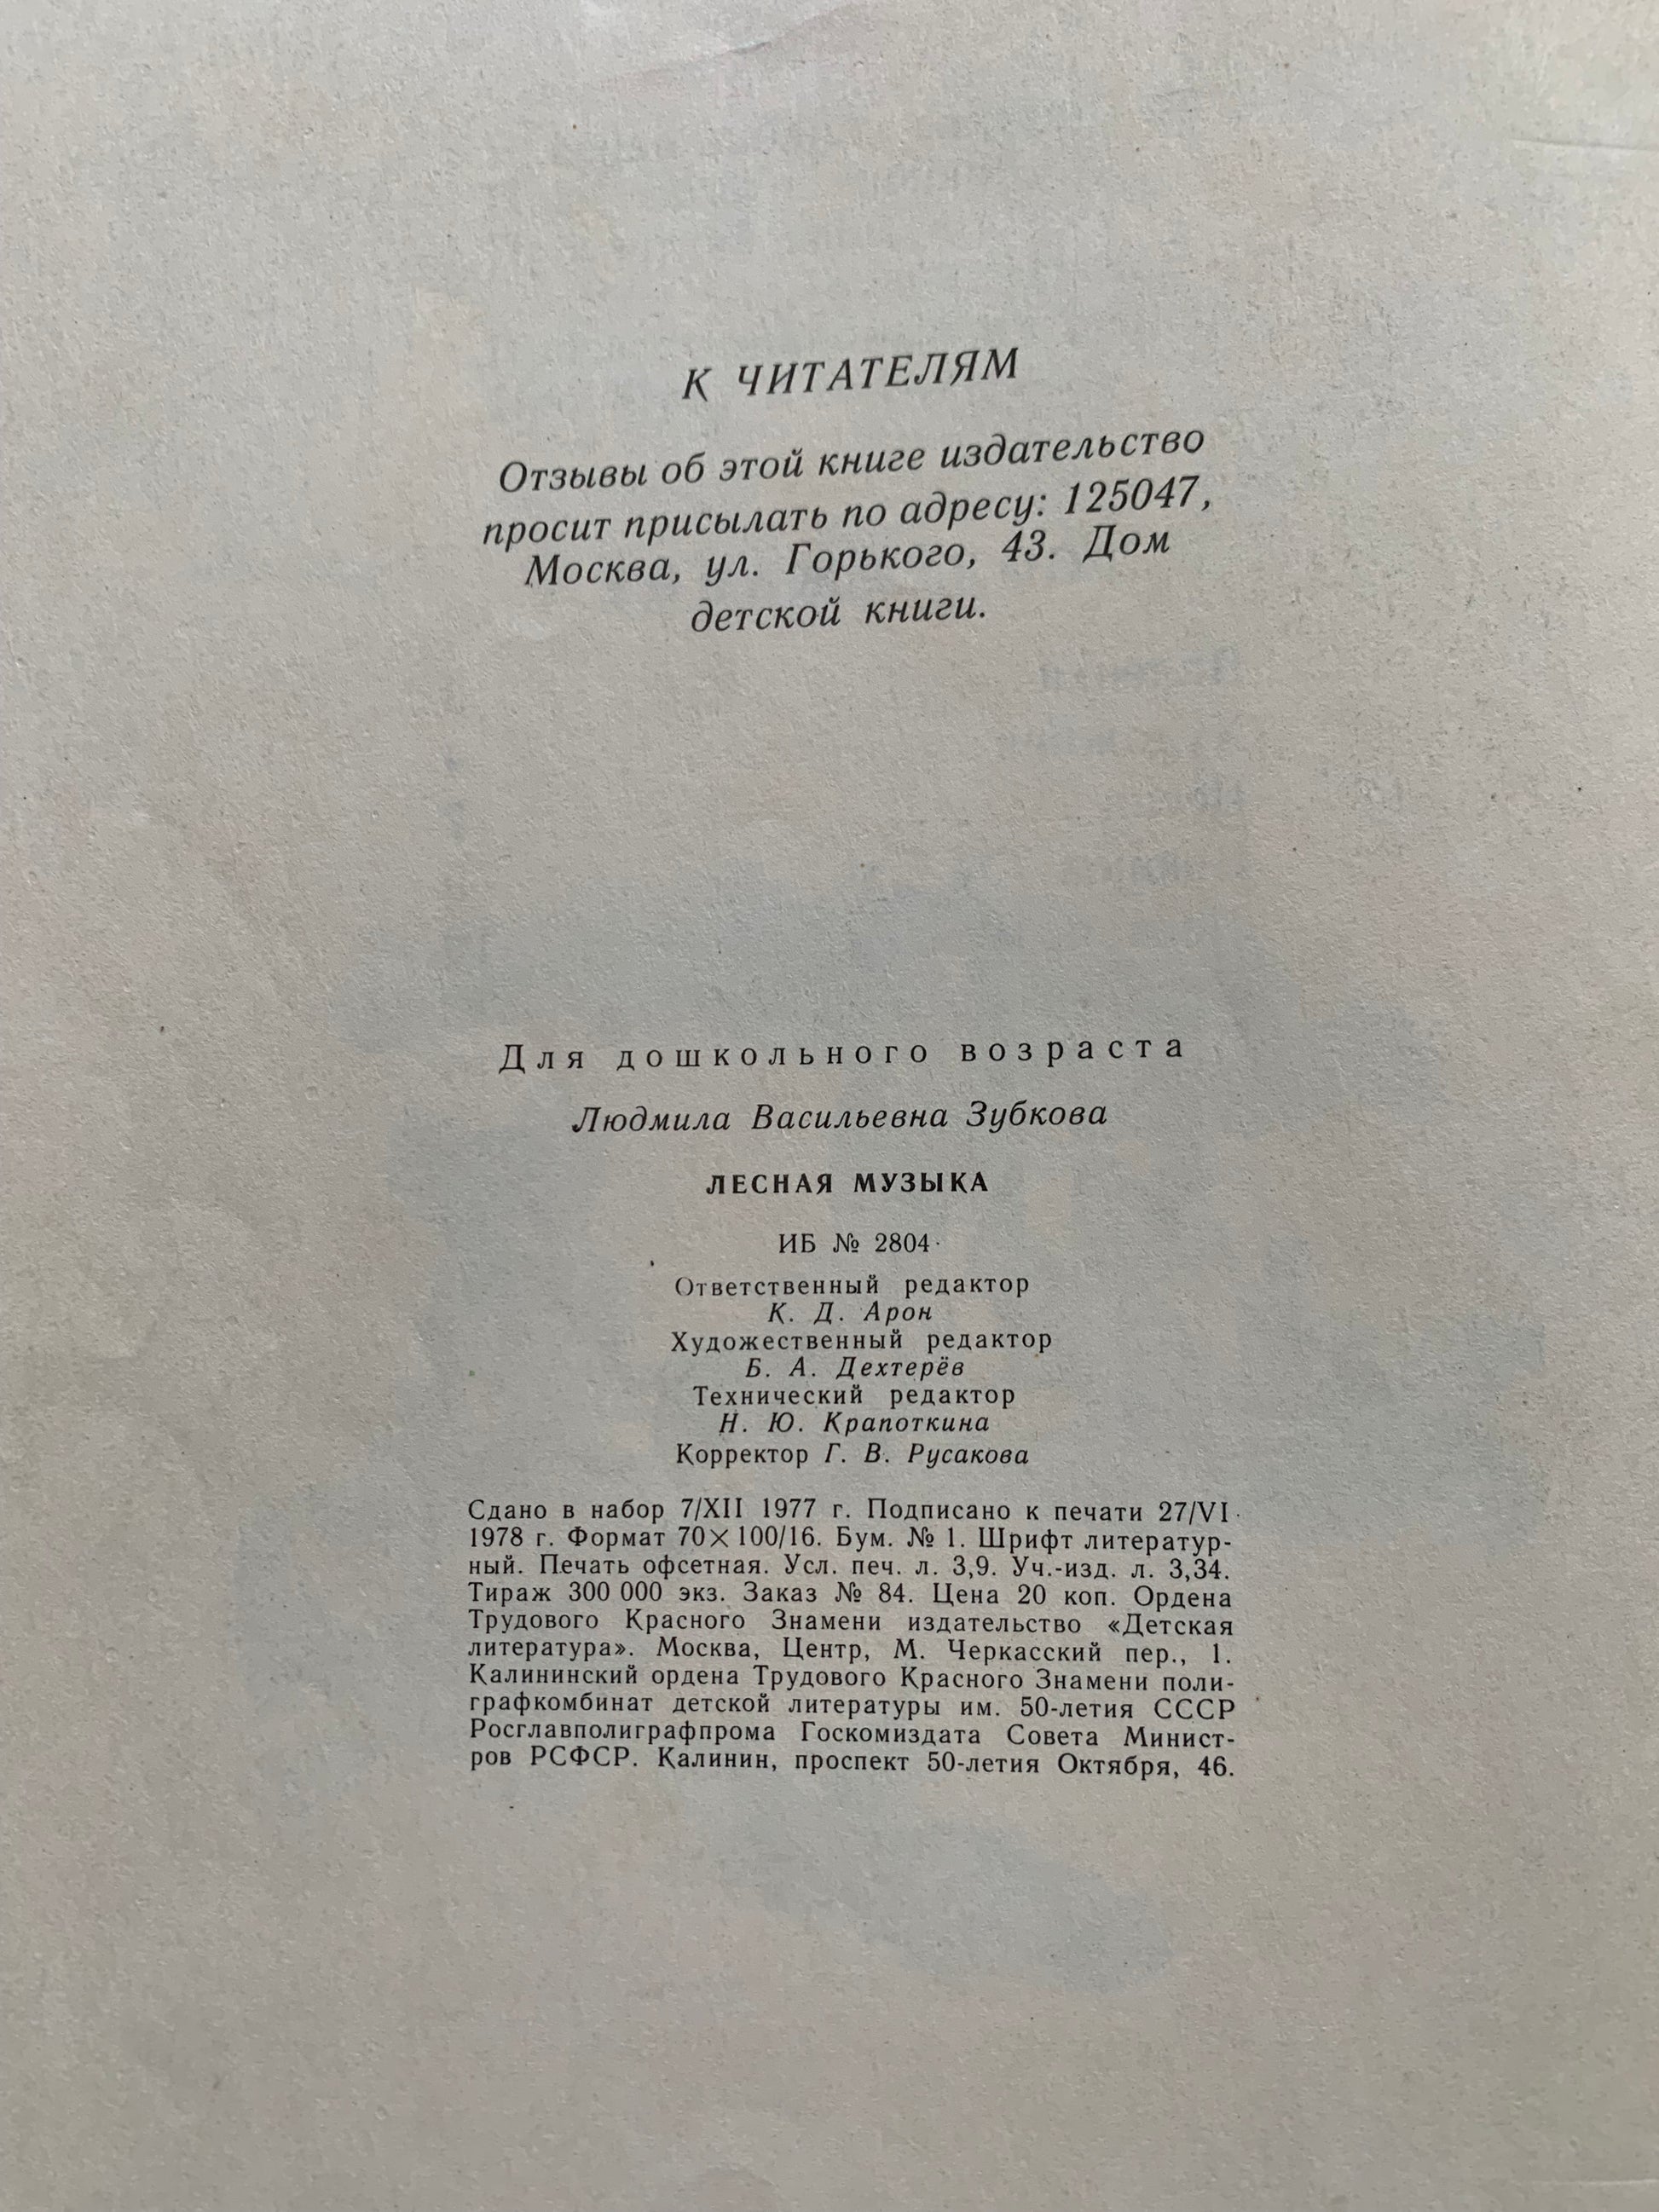 К ЧИТАТЕЛЯМ
Отзывы об этой книге издательство
просит присылать по адресу: 125047,
Москва, ул. Горького, 43. Дом
детской книги.
Для дошкольного возраста
Людмила Васильевна Зубкова
ЛЕСНАЯ МУЗЫКА
ИБ № 2804
Ответственный редактор
К. Д. Арон
Художественный редактор
Б. А. Дехтерёв
Технический редактор
Н. Ю. Крапоткина
Корректор Г. В. Русакова
Сдано в набор 7/XII 1977 г. Подписано к печати 27/VI
1978 г. Формат 70×100/16. Бум. № 1. Шрифт литератур-
ный. Печать офсетная. Усл. печ. л. 3,9. Уч.-изд. л. 3,34.
Тираж 300 000 экз. Заказ № 84. Цена 20 коп. Ордена
Трудового Красного Знамени издательство «Детская
литература». Москва, Центр, М. Черкасский пер., 1.
Калининский ордена Трудового Красного Знамени поли-
графкомбинат детской литературы им. 50-летия СССР
Росглавполиграфпрома Госкомиздата Совета Минист-
ров РСФСР. Калинин, проспект 50-летия Октября, 46.